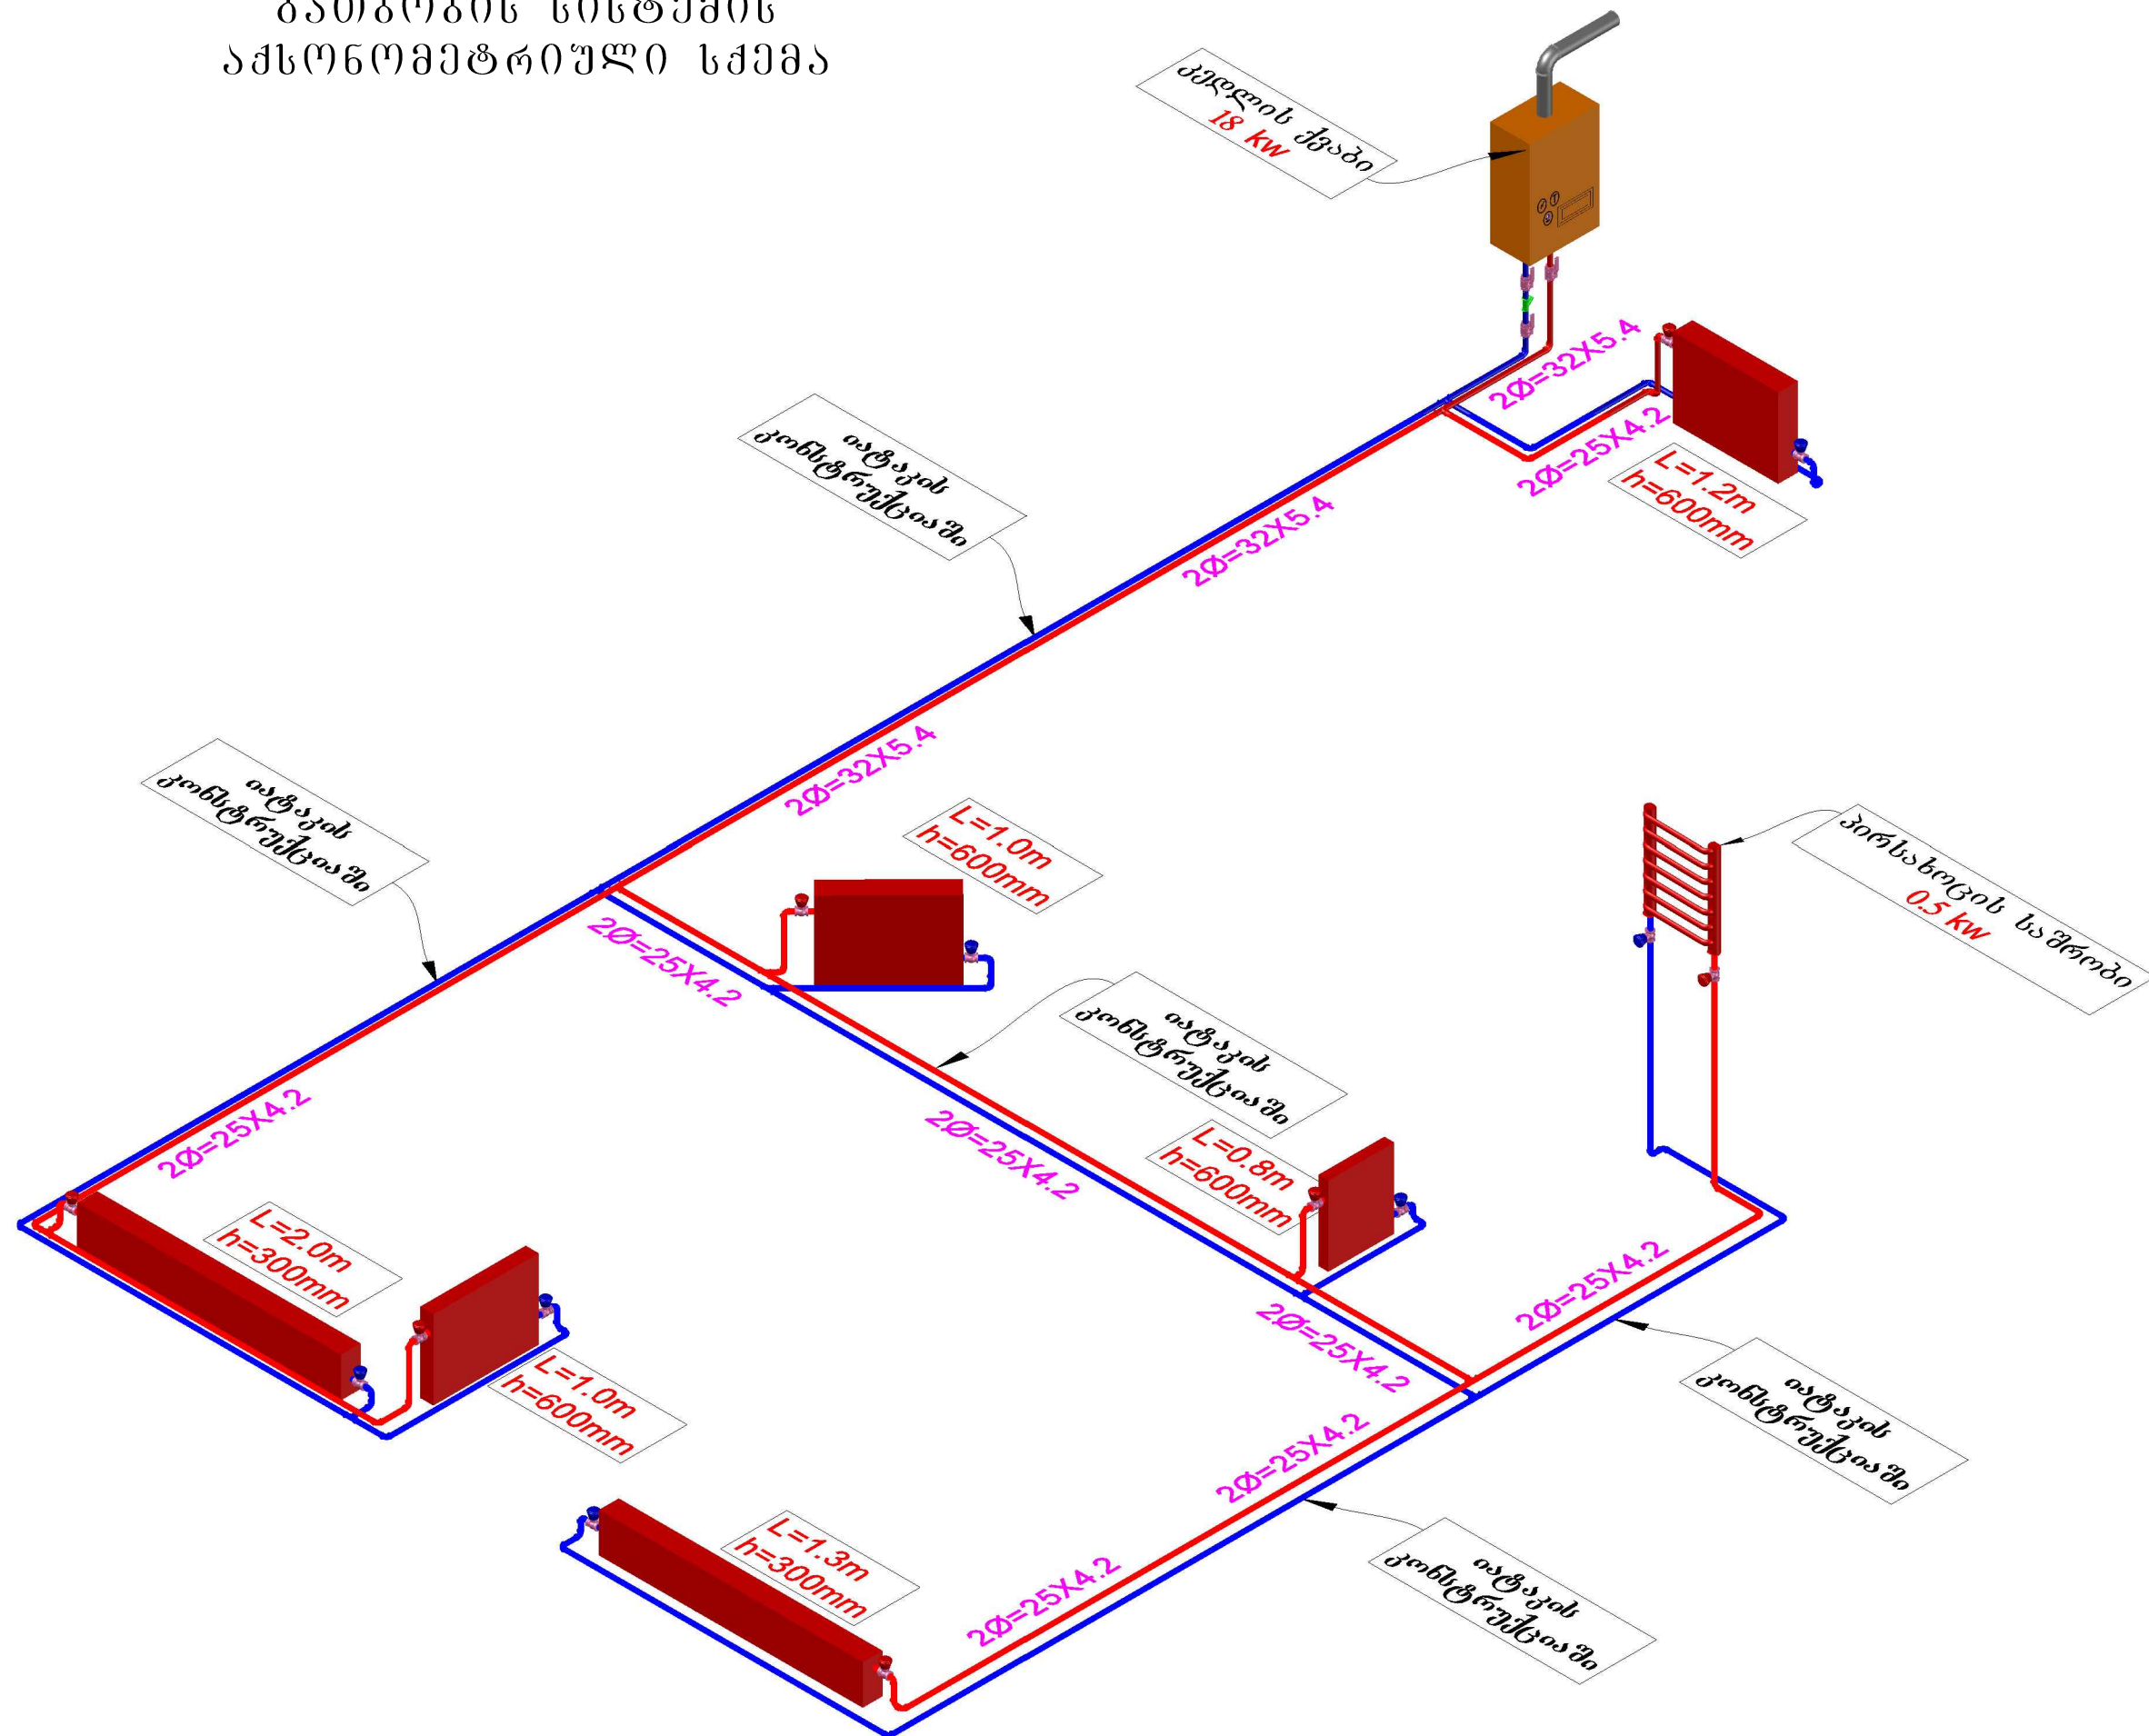 გათბობის სისტემის
აქსონომეტრიული სქემა
კედლის ქვაბი
18 KW
2Ø=32X5.4
2Ø=25X4.2
L=1.2m
h=600mm
იატაკის
კონსტრუქციაში
2Ø=32X5.4
2Ø=32X5.4
იატაკის
კონსტრუქციაში
L=1.0m
h=600mm
პირსახოცის საშრობი
0.5 KW
2Ø=25X4.2
იატაკის
კონსტრუქციაში
2Ø=25X4.2
2Ø=25X4.2
L=0.8m
h=600mm
L=2.0m
h=300mm
2Ø=25X4.2
2Ø=25X4.2
L=1.0m
h=600mm
იატაკის
კონსტრუქციაში
2Ø=25X4.2
L=1.3m
h=300mm
2Ø=25X4.2
იატაკის
კონსტრუქციაში